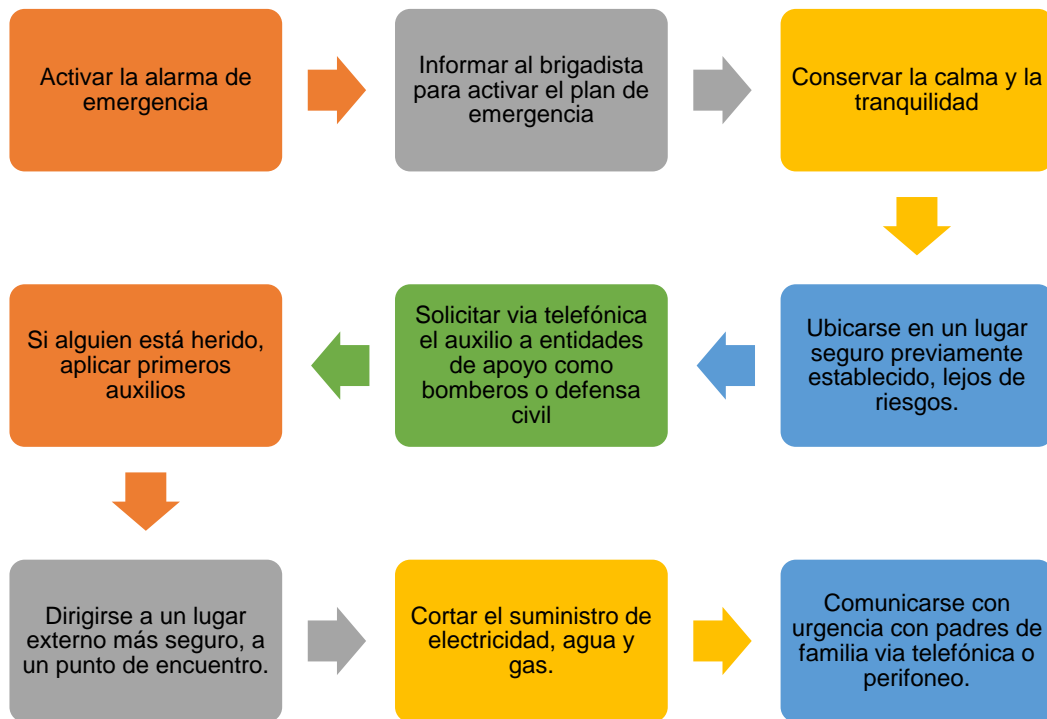 Activar la alarma de
emergencia
Informar al brigadista
para activar el plan de
emergencia
Conservar la calma y la
tranquilidad
Ubicarse en un lugar
seguro previamente
establecido, lejos de
riesgos.
Solicitar via telefónica
el auxilio a entidades
de apoyo como
bomberos o defensa
civil
Si alguien está herido,
aplicar primeros
auxilios
Dirigirse a un lugar
externo más seguro, a
un punto de encuentro.
Cortar el suministro de
electricidad, agua y
gas.
Comunicarse con
urgencia con padres de
familia via telefónica o
perifoneo.